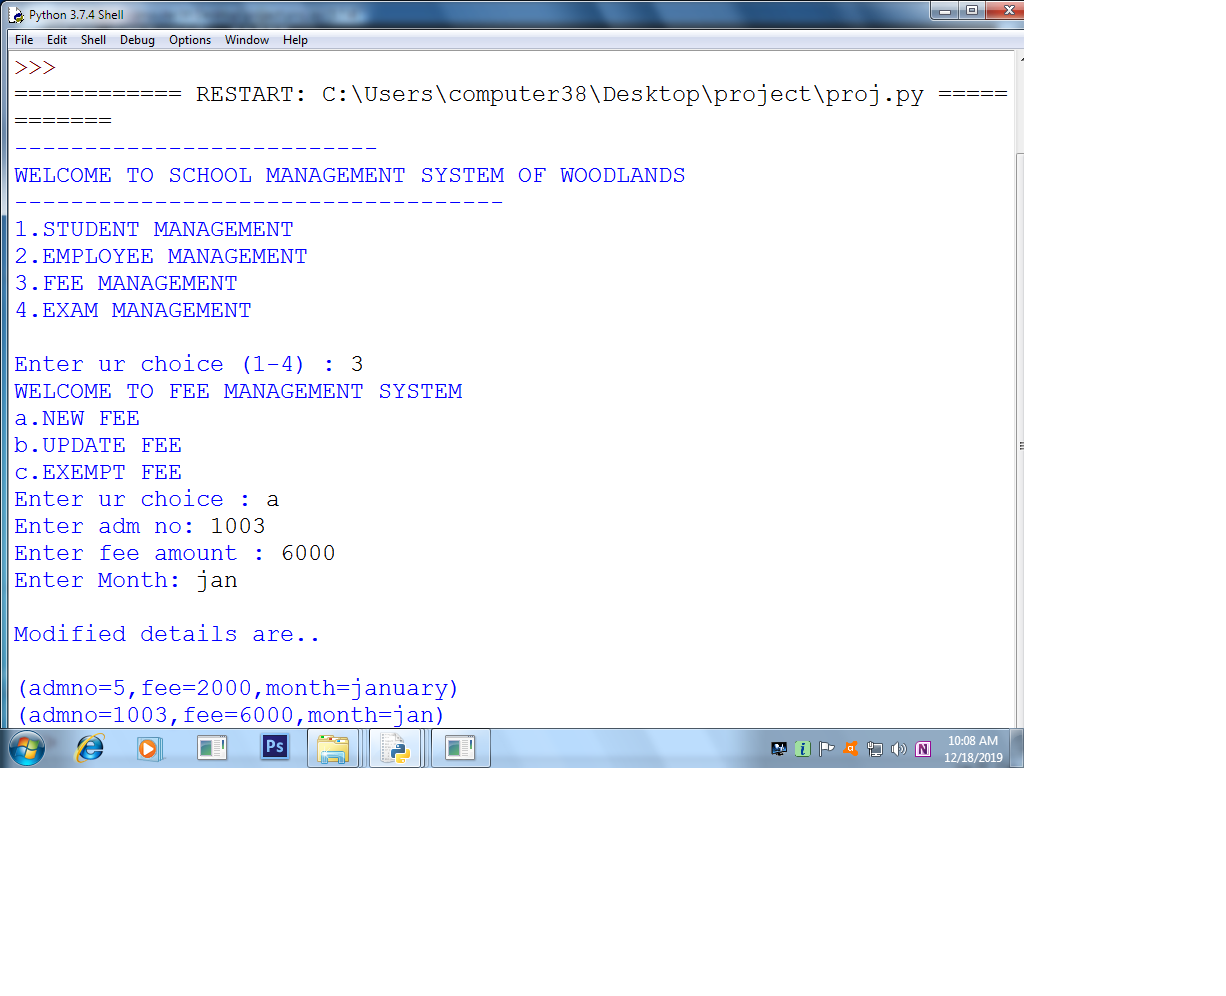 Python 3.7.4 Shell
File Edit Shell Debug Options Window Help
>>>
============ RESTART: C:\Users\computer38\Desktop\project\proj.py =====
=======
--------------------------
WELCOME TO SCHOOL MANAGEMENT SYSTEM OF WOODLANDS
-----------------------------------
1.STUDENT MANAGEMENT
2.EMPLOYEE MANAGEMENT
3.FEE MANAGEMENT
4.EXAM MANAGEMENT
Enter ur choice (1-4) : 3
WELCOME TO FEE MANAGEMENT SYSTEM
a.NEW FEE
b.UPDATE FEE
c.EXEMPT FEE
Enter ur choice : a
Enter adm no: 1003
Enter fee amount : 6000
Enter Month: jan
Modified details are..
(admno=5,fee=2000,month=january)
(admno=1003,fee=6000,month=jan)
Ps
10:08 AM
12/18/2019